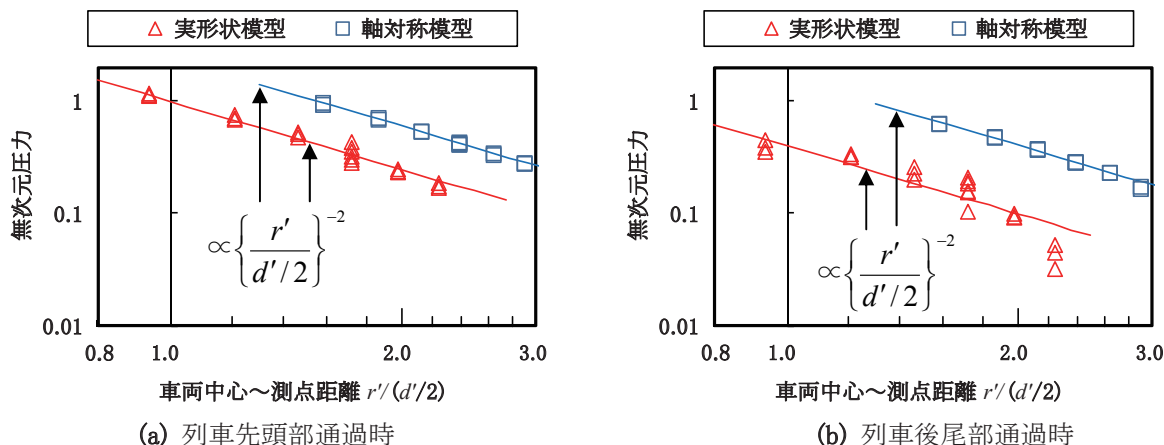 △ 実形状模型 □ 軸対称模型
無次元圧力
1
0.1
0.01
∝{r'/(d'/2)}⁻²
0.8 1.0 2.0 3.0
車両中心～測点距離 r'/(d'/2)
(a) 列車先頭部通過時
△ 実形状模型 □ 軸対称模型
無次元圧力
1
0.1
0.01
∝{r'/(d'/2)}⁻²
0.8 1.0 2.0 3.0
車両中心～測点距離 r'/(d'/2)
(b) 列車後尾部通過時